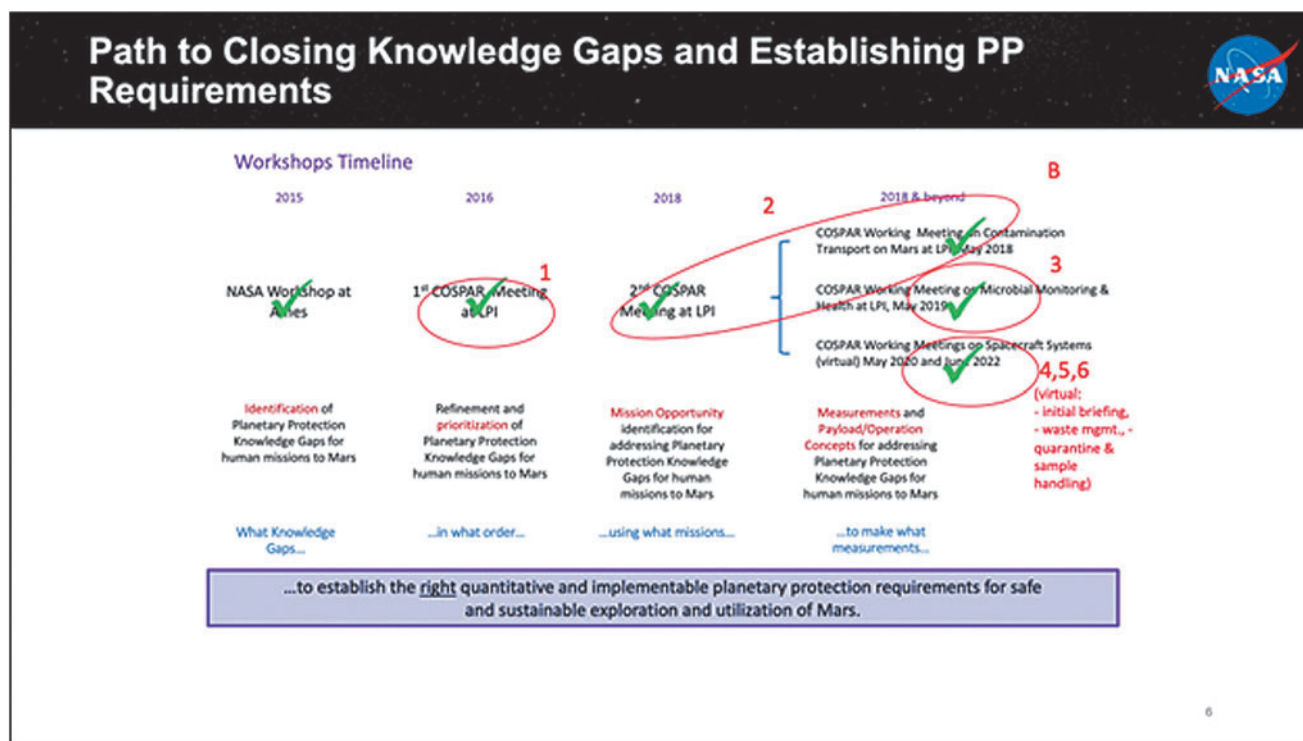 Path to Closing Knowledge Gaps and Establishing PP
Requirements
NASA
Workshops Timeline
B
2015
2016
2018
2018 & beyond
2
COSPAR Working Meeting on Contamination
Transport on Mars at LPI, May 2018
1
3
NASA Workshop at
Ames
1st COSPAR Meeting
at LPI
2nd COSPAR
Meeting at LPI
COSPAR Working Meeting on Microbial Monitoring &
Health at LPI, May 2019
COSPAR Working Meetings on Spacecraft Systems
(virtual) May 2020 and June 2022
4,5,6
(virtual:
- initial briefing,
- waste mgmt., -
quarantine &
sample
handling)
Identification of
Planetary Protection
Knowledge Gaps for
human missions to Mars
Refinement and
prioritization of
Planetary Protection
Knowledge Gaps for
human missions to Mars
Mission Opportunity
identification for
addressing Planetary
Protection Knowledge
Gaps for human
missions to Mars
Measurements and
Payload/Operation
Concepts for addressing
Planetary Protection
Knowledge Gaps for
human missions to Mars
What Knowledge
Gaps...
...in what order...
...using what missions...
...to make what
measurements...
...to establish the right quantitative and implementable planetary protection requirements for safe
and sustainable exploration and utilization of Mars.
6